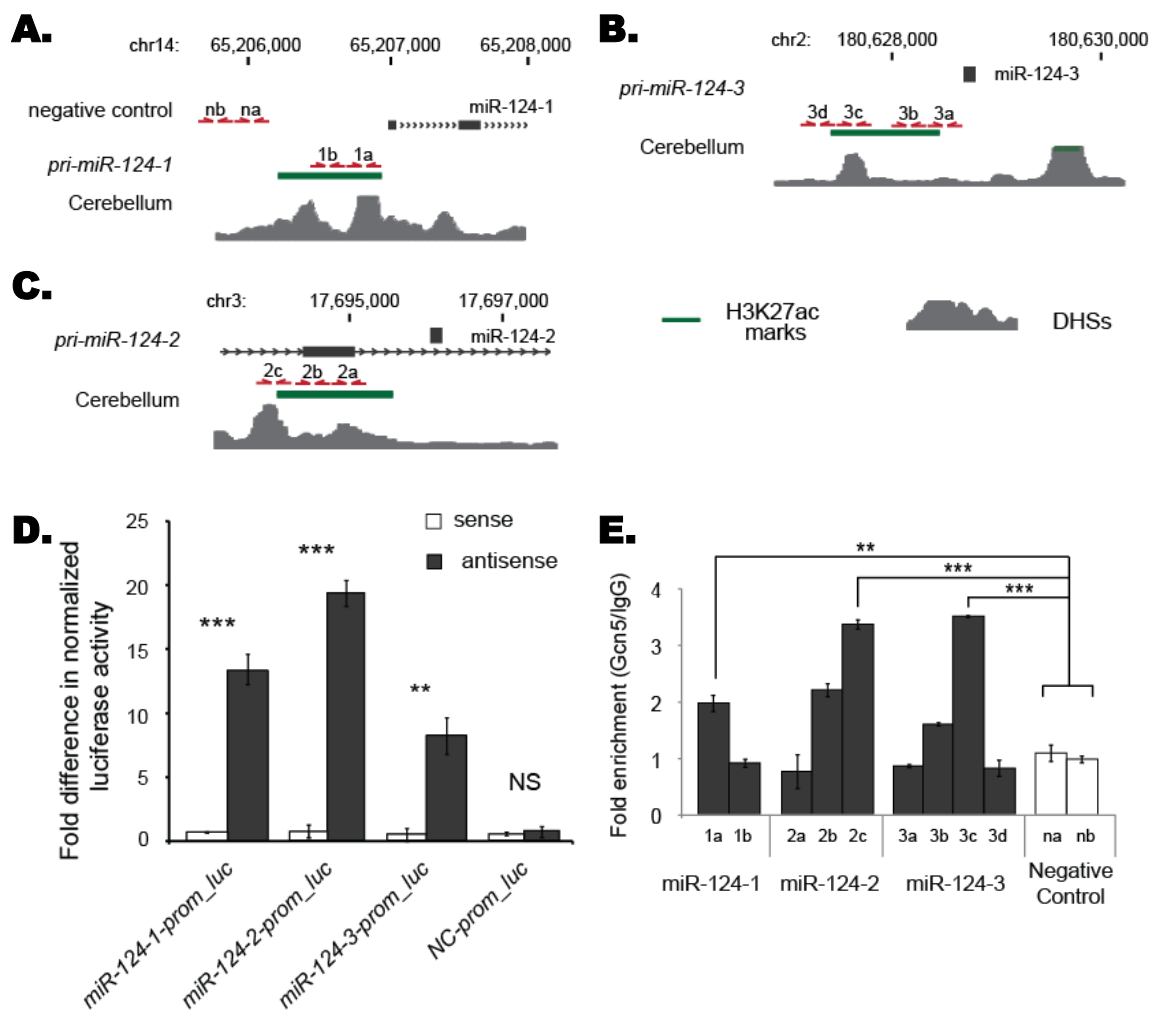 A.
chr14: 65,206,000 65,207,000 65,208,000
negative control nb na miR-124-1
pri-miR-124-1 1b 1a
Cerebellum
B.
chr2: 180,628,000 180,630,000
miR-124-3
pri-miR-124-3
3d 3c 3b 3a
Cerebellum
C.
chr3: 17,695,000 17,697,000
pri-miR-124-2 miR-124-2
2c 2b 2a
Cerebellum
H3K27ac
marks
DHSs
D.
Fold difference in normalized
luciferase activity
25
20
15
10
5
0
sense
antisense
***
***
**
NS
miR-124-1-prom_luc
miR-124-2-prom_luc
miR-124-3-prom_luc
NC-prom_luc
E.
Fold enrichment (Gcn5/IgG)
4
3
2
1
0
**
***
***
1a 1b 2a 2b 2c 3a 3b 3c 3d na nb
miR-124-1 miR-124-2 miR-124-3 Negative
Control